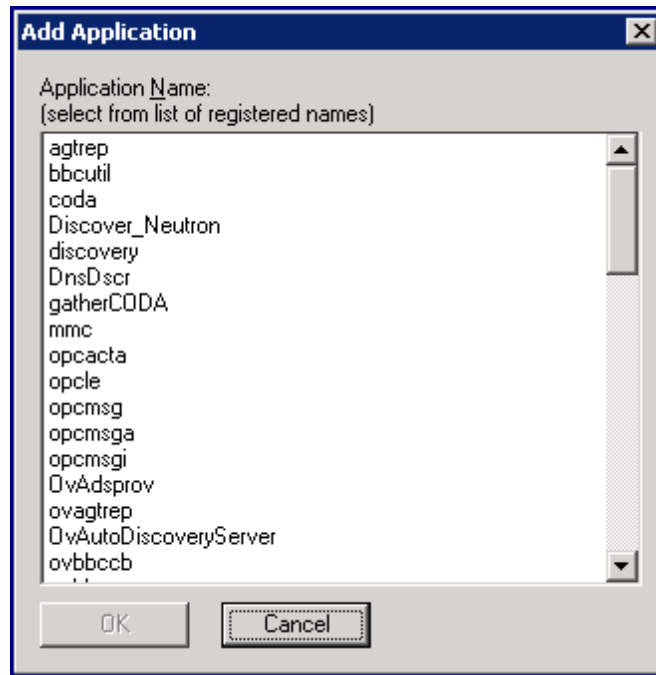 Add Application
Application Name:
(select from list of registered names)
agtrep
bbcutil
coda
Discover_Neutron
discovery
DnsDscr
gatherCODA
mmc
opcacta
opcle
opcmsg
opcmsga
opcmsgi
OvAdsprov
ovagtrep
OvAutoDiscoveryServer
ovbbccb
OK
Cancel